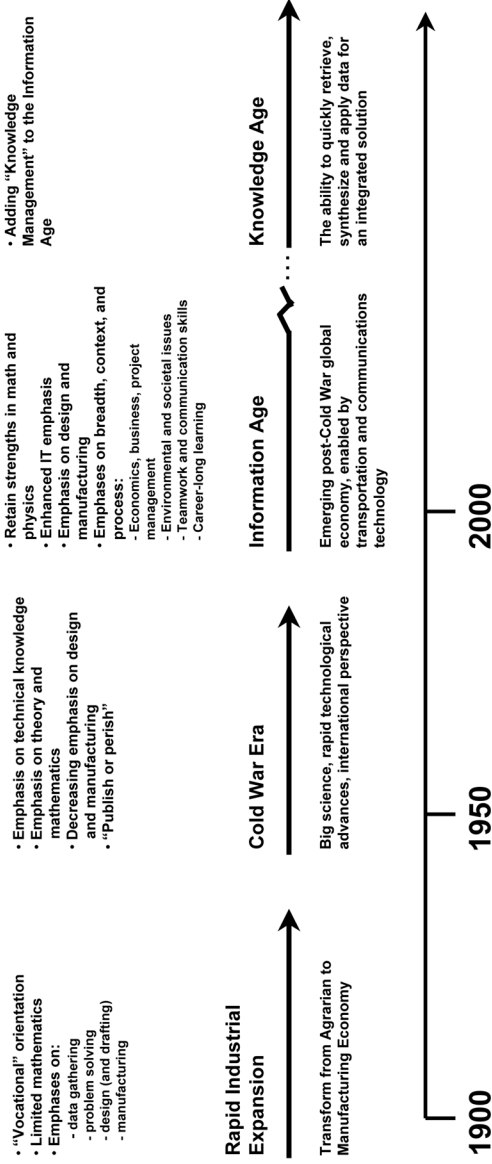 • “Vocational” orientation
• Limited mathematics
• Emphases on:
- data gathering
- problem solving
- design (and drafting)
- manufacturing
• Emphasis on technical knowledge
• Emphasis on theory and
mathematics
• Decreasing emphasis on design
and manufacturing
• “Publish or perish”
• Retain strengths in math and
physics
• Enhanced IT emphasis
• Emphasis on design and
manufacturing
• Emphases on breadth, context, and
process:
- Economics, business, project
management
- Environmental and societal issues
- Teamwork and communication skills
- Career-long learning
• Adding “Knowledge
Management” to the Information
Age
Rapid Industrial
Expansion
Cold War Era
Information Age
Knowledge Age
Transform from Agrarian to
Manufacturing Economy
Big science, rapid technological
advances, international perspective
Emerging post-Cold War global
economy, enabled by
transportation and communications
technology
The ability to quickly retrieve,
synthesize and apply data for
an integrated solution
1900
1950
2000